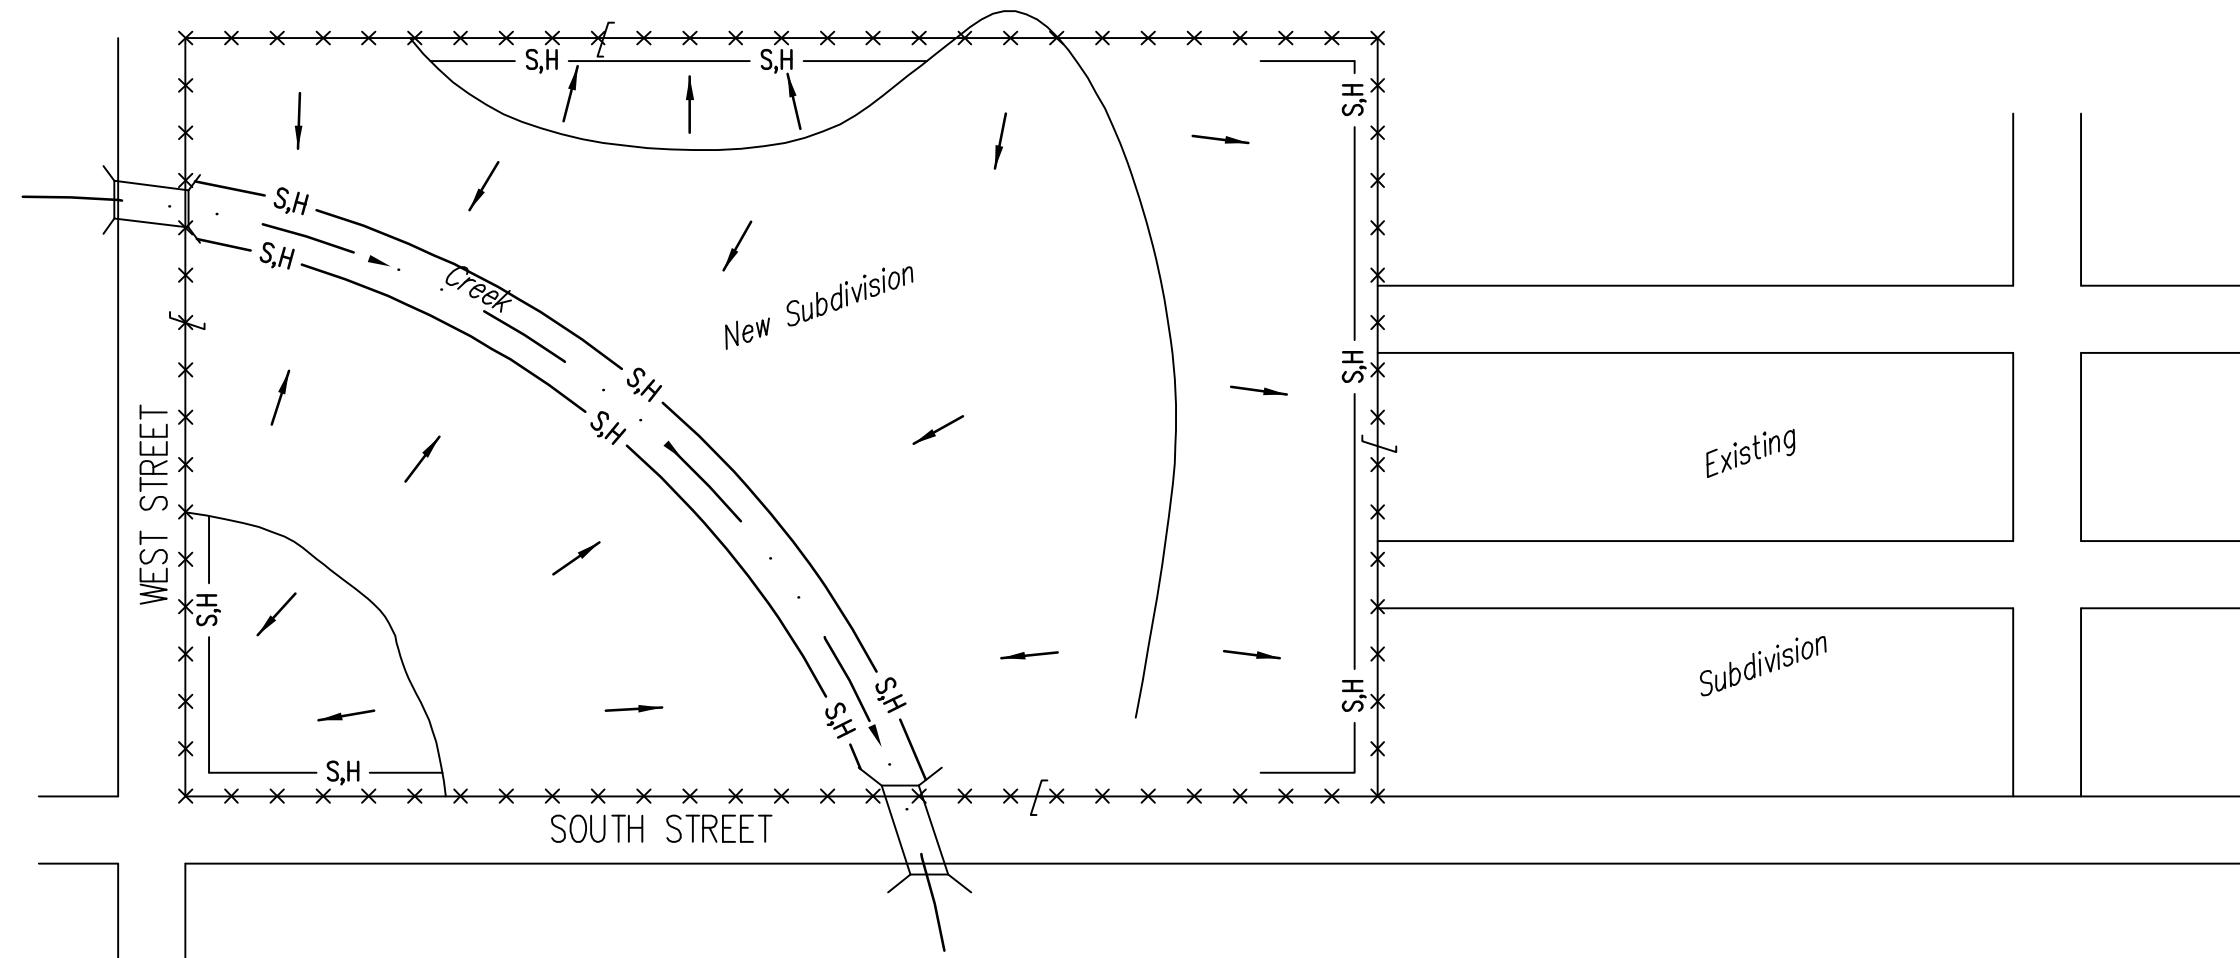 S,H
S,H
S,H
S,H
S,H
Creek
New Subdivision
S,H
S,H
S,H
WEST STREET
Existing
S,H
Subdivision
S,H
S,H
S,H
S,H
SOUTH STREET